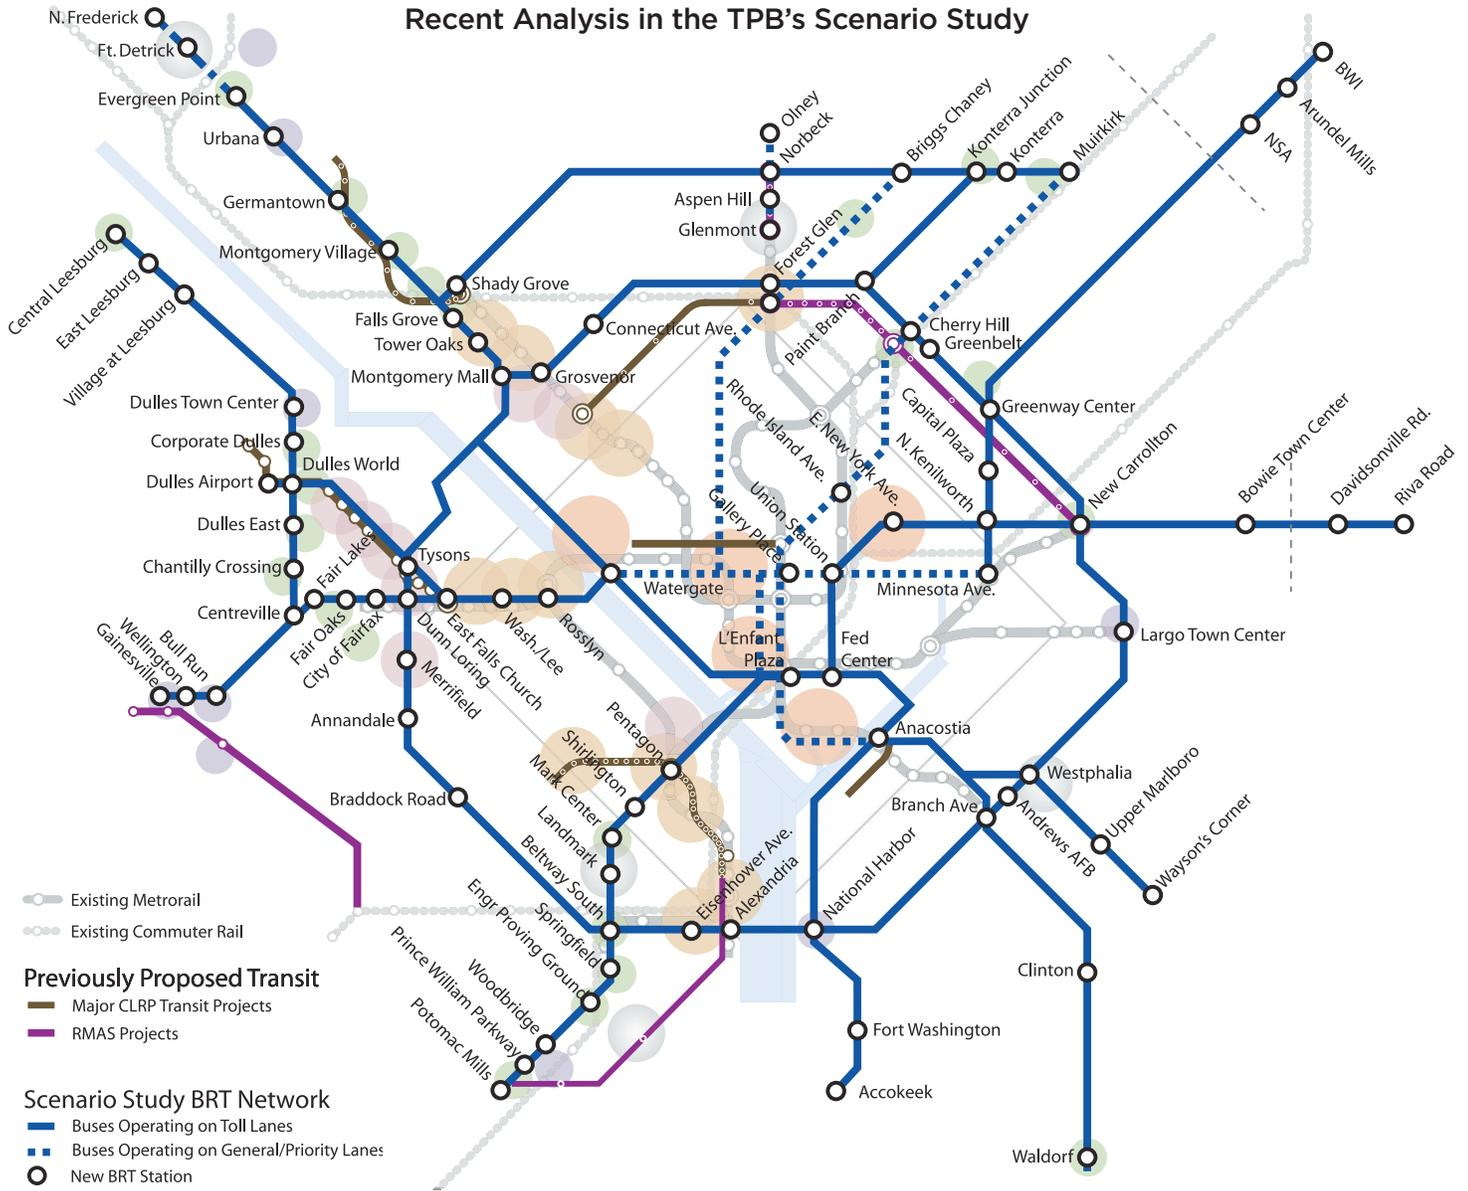 Recent Analysis in the TPB's Scenario Study
N. Frederick
Ft. Detrick
Evergreen Point
Urbana
Germantown
Montgomery Village
Shady Grove
Falls Grove
Tower Oaks
Montgomery Mall
Grosvenor
Connecticut Ave.
Olney
Norbeck
Aspen Hill
Glenmont
Forest Glen
Briggs Chaney
Konterra Junction
Konterra
Muirkirk
BWI
Arundel Mills
NSA
Paint Branch
Cherry Hill
Greenbelt
Greenway Center
Capital Plaza
N. Kenilworth
New Carrollton
Bowie Town Center
Davidsonville Rd.
Riva Road
Rhode Island Ave.
E New York Ave.
Union Station
Gallery Place
Watergate
Minnesota Ave.
L'Enfant
Plaza
Fed
Center
Largo Town Center
Central Leesburg
East Leesburg
Village at Leesburg
Dulles Town Center
Corporate Dulles
Dulles World
Dulles Airport
Dulles East
Chantilly Crossing
Centreville
Fair Lakes
Tysons
Fair Oaks
City of Fairfax
Dunn Loring
East Falls Church
Wash./Lee
Rosslyn
Gainesville
Wellington
Bull Run
Merrifield
Annandale
Braddock Road
Pentagon
Shirlington
Mark Center
Landmark
Beltway South
Springfield
Engr Proving Ground
Eisenhower Ave.
Alexandria
National Harbor
Anacostia
Branch Ave
Westphalia
Andrews AFB
Upper Marlboro
Wayson's Corner
Prince William Parkway
Woodbridge
Potomac Mills
Fort Washington
Accokeek
Clinton
Waldorf
Existing Metrorail
Existing Commuter Rail
Previously Proposed Transit
Major CLRP Transit Projects
RMAS Projects
Scenario Study BRT Network
Buses Operating on Toll Lanes
Buses Operating on General/Priority Lanes
New BRT Station